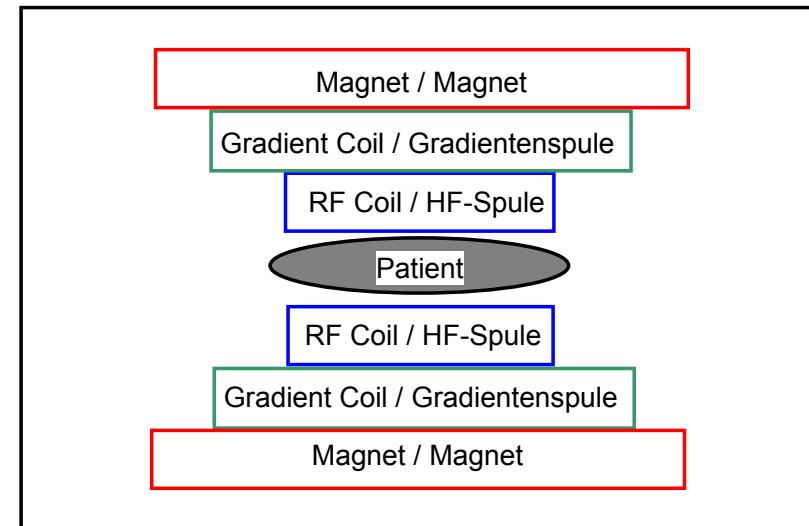 Magnet / Magnet
Gradient Coil / Gradientenspule
RF Coil / HF-Spule
Patient
RF Coil / HF-Spule
Gradient Coil / Gradientenspule
Magnet / Magnet